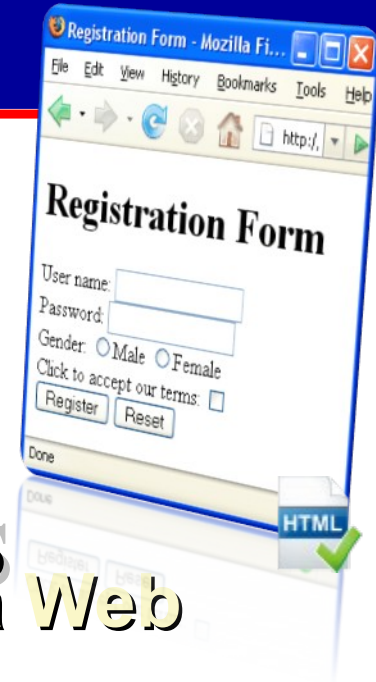 Registration Form - Mozilla Fi...
File Edit View History Bookmarks Tools Help
http:/,
Registration Form
User name:
Password:
Gender: Male Female
Click to accept our terms:
Register Reset
Done
HTML
Web